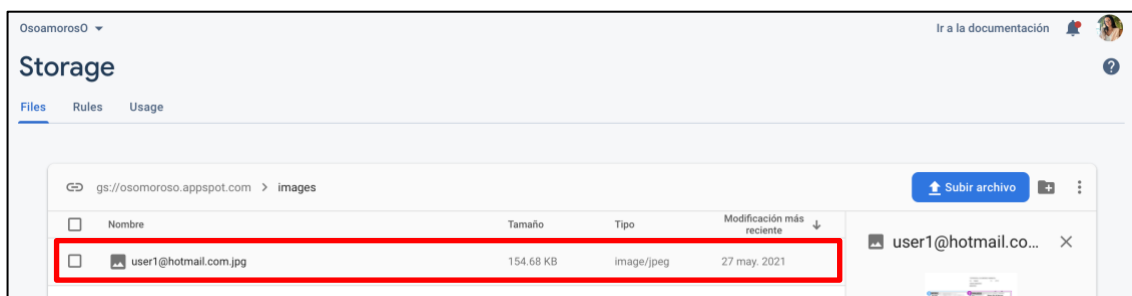 OsoamorosO
Ir a la documentación
Storage
Files Rules Usage
gs://osomoroso.appspot.com > images
Subir archivo
Nombre Tamaño Tipo Modificación más reciente
user1@hotmail.com.jpg 154.68 KB image/jpeg 27 may. 2021
user1@hotmail.co...